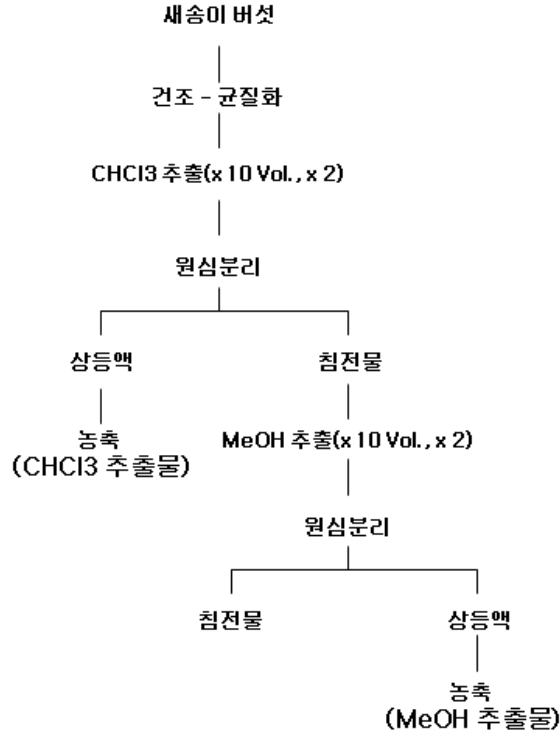 새송이 버섯
건조 - 균질화
CHCl3 추출(x 10 Vol., x 2)
원심분리
상등액
침전물
농축
(CHCl3 추출물)
MeOH 추출(x 10 Vol., x 2)
원심분리
침전물
상등액
농축
(MeOH 추출물)